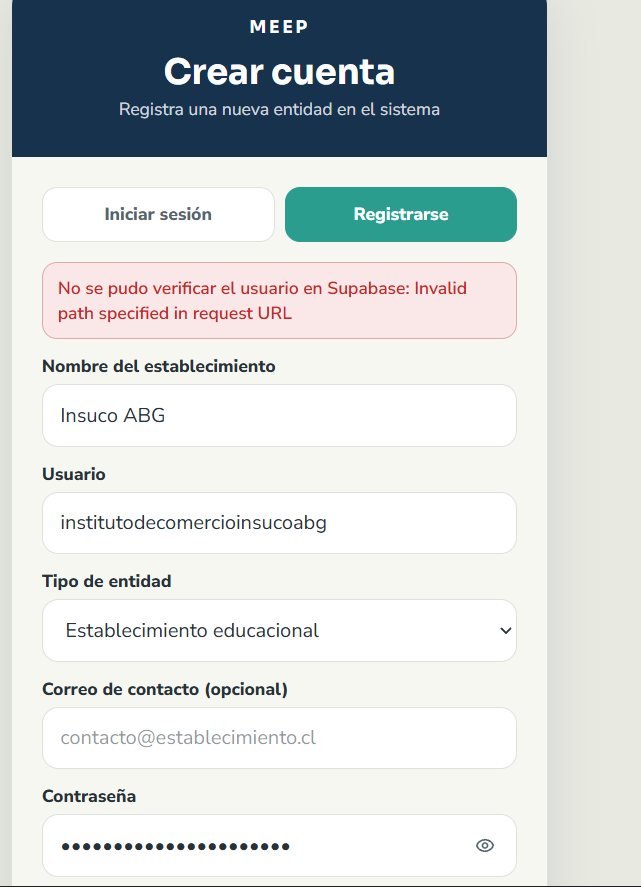 MEEP
Crear cuenta
Registra una nueva entidad en el sistema
Iniciar sesión
Registrarse
No se pudo verificar el usuario en Supabase: Invalid
path specified in request URL
Nombre del establecimiento
Insuco ABG
Usuario
institutodecomercioinsucoabg
Tipo de entidad
Establecimiento educacional
Correo de contacto (opcional)
contacto@establecimiento.cl
Contraseña